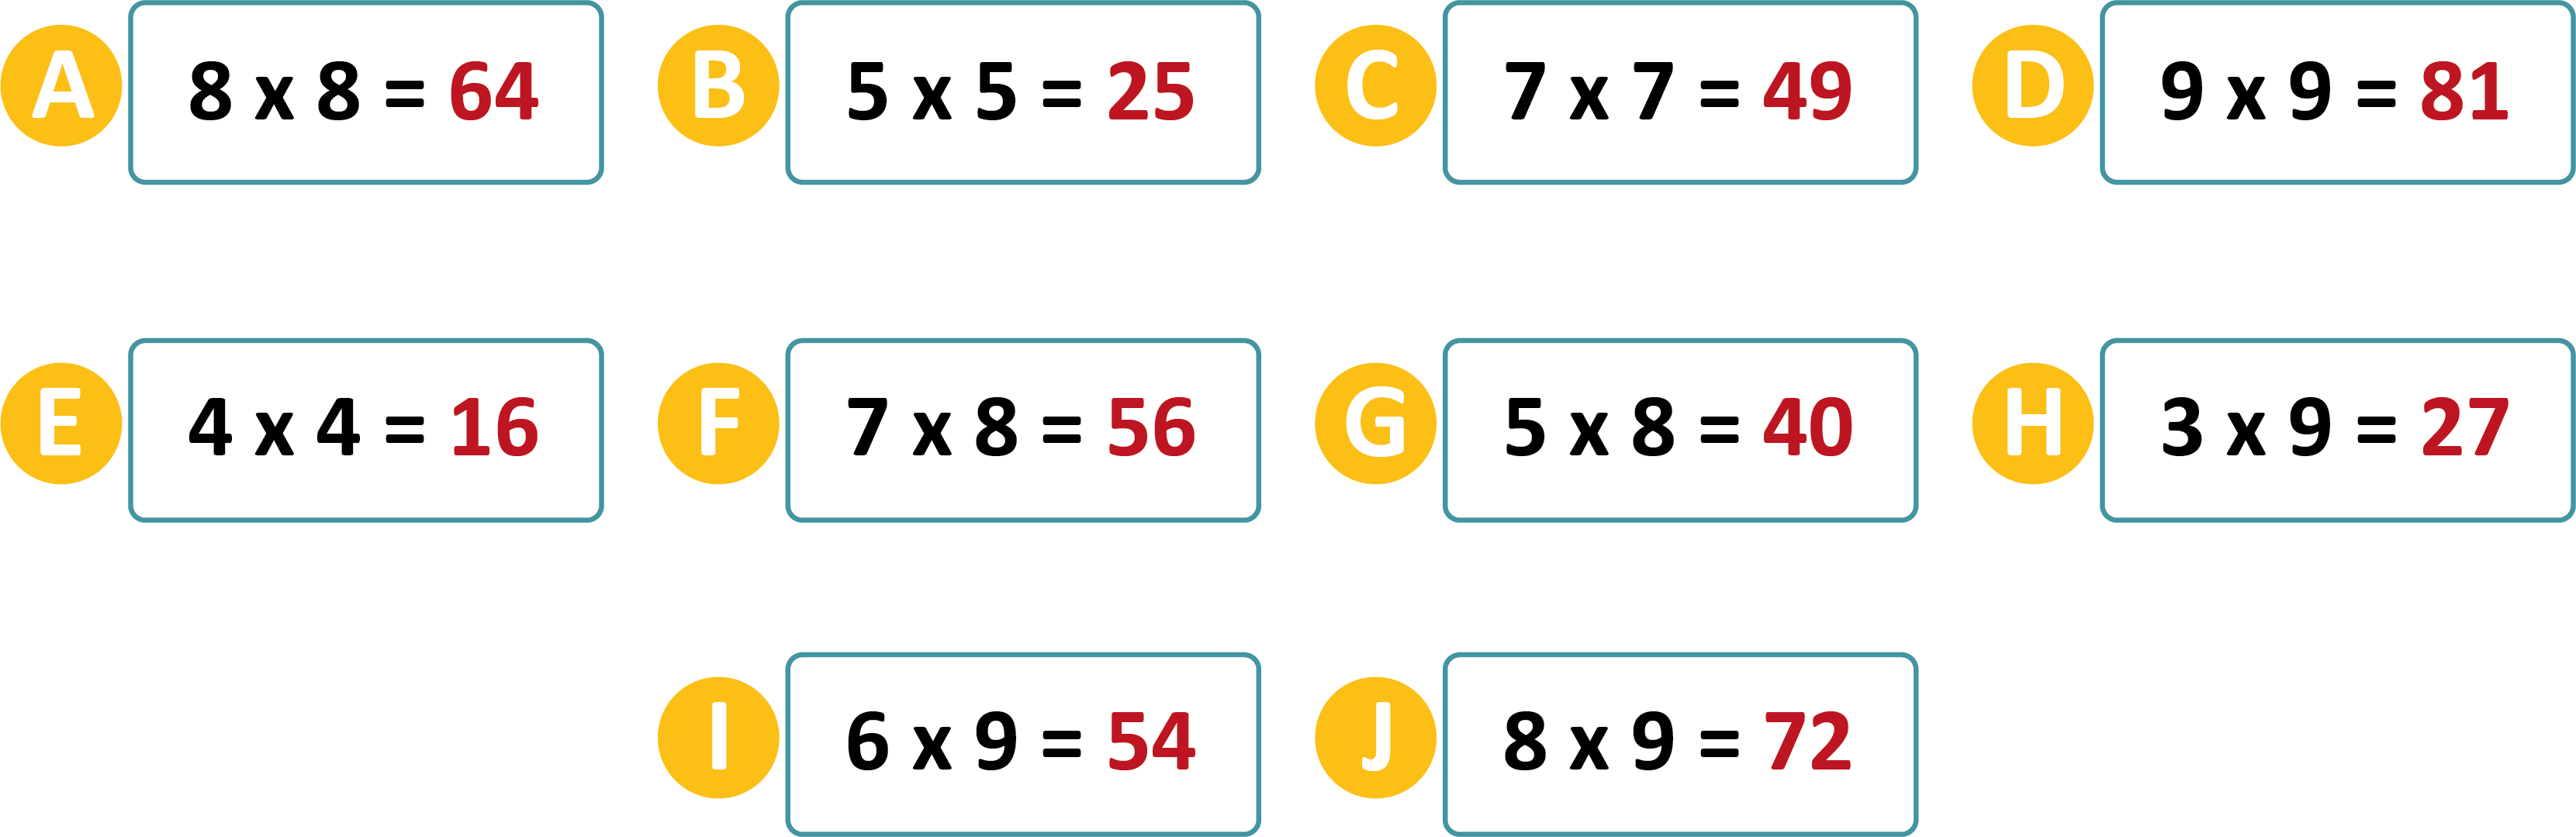 A 8 x 8 = 64
B 5 x 5 = 25
C 7 x 7 = 49
D 9 x 9 = 81
E 4 x 4 = 16
F 7 x 8 = 56
G 5 x 8 = 40
H 3 x 9 = 27
I 6 x 9 = 54
J 8 x 9 = 72